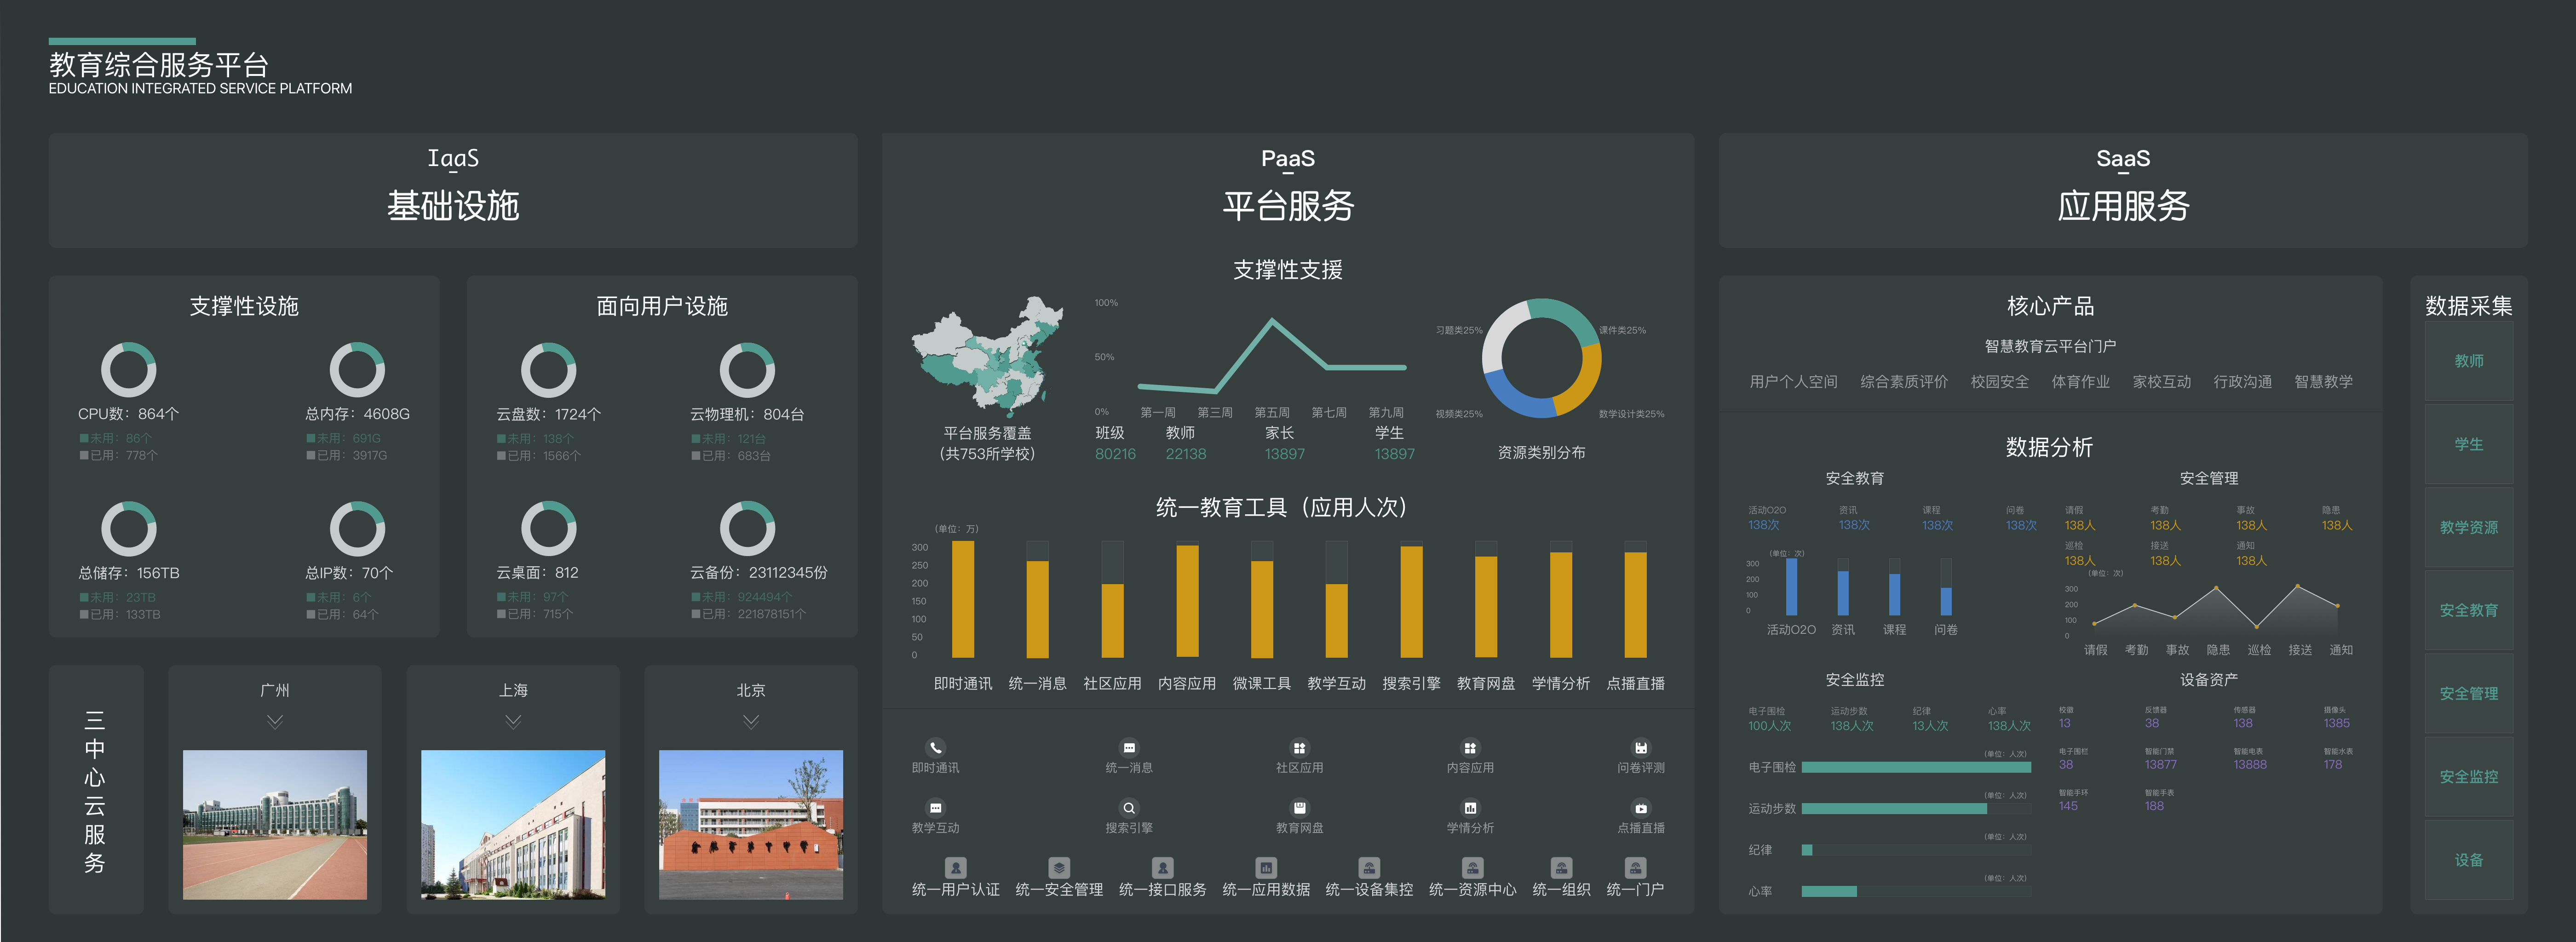 教育综合服务平台
EDUCATION INTEGRATED SERVICE PLATFORM
IaaS
基础设施
支撑性设施
CPU数：864个
未用：86个
已用：778个
总内存：4608G
未用：691G
已用：3917G
总储存：156TB
未用：23TB
已用：133TB
总IP数：70个
未用：6个
已用：64个
面向用户设施
云盘数：1724个
未用：138个
已用：1566个
云物理机：804台
未用：121台
已用：683台
云桌面：812
未用：97个
已用：715个
云备份：23112345份
未用：924494个
已用：221878151个
三中心云服务
广州
上海
北京
PaaS
平台服务
支撑性支援
平台服务覆盖
（共753所学校）
100%
50%
0%
第一周 第三周 第五周 第七周 第九周
班级 教师 家长 学生
80216 22138 13897 13897
习题类25%
课件类25%
视频类25%
数学设计类25%
资源类别分布
统一教育工具（应用人次）
（单位：万）
300
250
200
150
100
50
0
即时通讯 统一消息 社区应用 内容应用 微课工具 教学互动 搜索引擎 教育网盘 学情分析 点播直播
即时通讯 统一消息 社区应用 内容应用 问卷评测
教学互动 搜索引擎 教育网盘 学情分析 点播直播
统一用户认证 统一安全管理 统一接口服务 统一应用数据 统一设备集控 统一资源中心 统一组织 统一门户
SaaS
应用服务
核心产品
智慧教育云平台门户
用户个人空间 综合素质评价 校园安全 体育作业 家校互动 行政沟通 智慧教学
数据分析
安全教育
活动O2O 资讯 课程 问卷
138次 138次 138次 138次
（单位：次）
300
200
100
0
活动O2O 资讯 课程 问卷
安全管理
请假 考勤 事故 隐患
138人 138人 138人 138人
巡检 接送 通知
138人 138人 138人
（单位：次）
300
200
100
0
请假 考勤 事故 隐患 巡检 接送 通知
安全监控
电子围检 运动步数 纪律 心率
100人次 138人次 13人次 138人次
（单位：人次）
电子围检
（单位：人次）
运动步数
（单位：人次）
纪律
（单位：人次）
心率
设备资产
校徽 反馈器 传感器 摄像头
13 38 138 1385
电子围栏 智能门禁 智能电表 智能水表
38 13877 13888 178
智能手环 智能手表
145 188
数据采集
教师
学生
教学资源
安全教育
安全管理
安全监控
设备